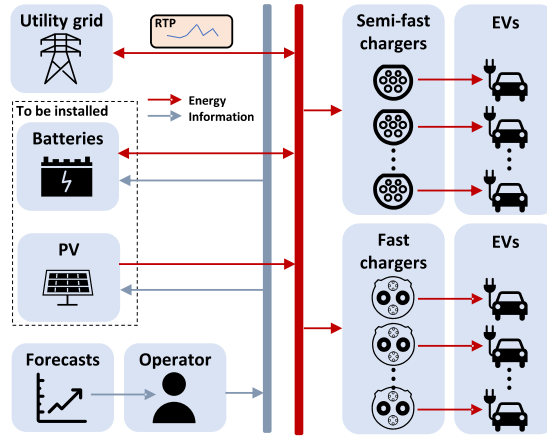 Utility grid
RTP
To be installed
Batteries
PV
Forecasts
Operator
Energy
Information
Semi-fast
chargers
EVs
Fast
chargers
EVs